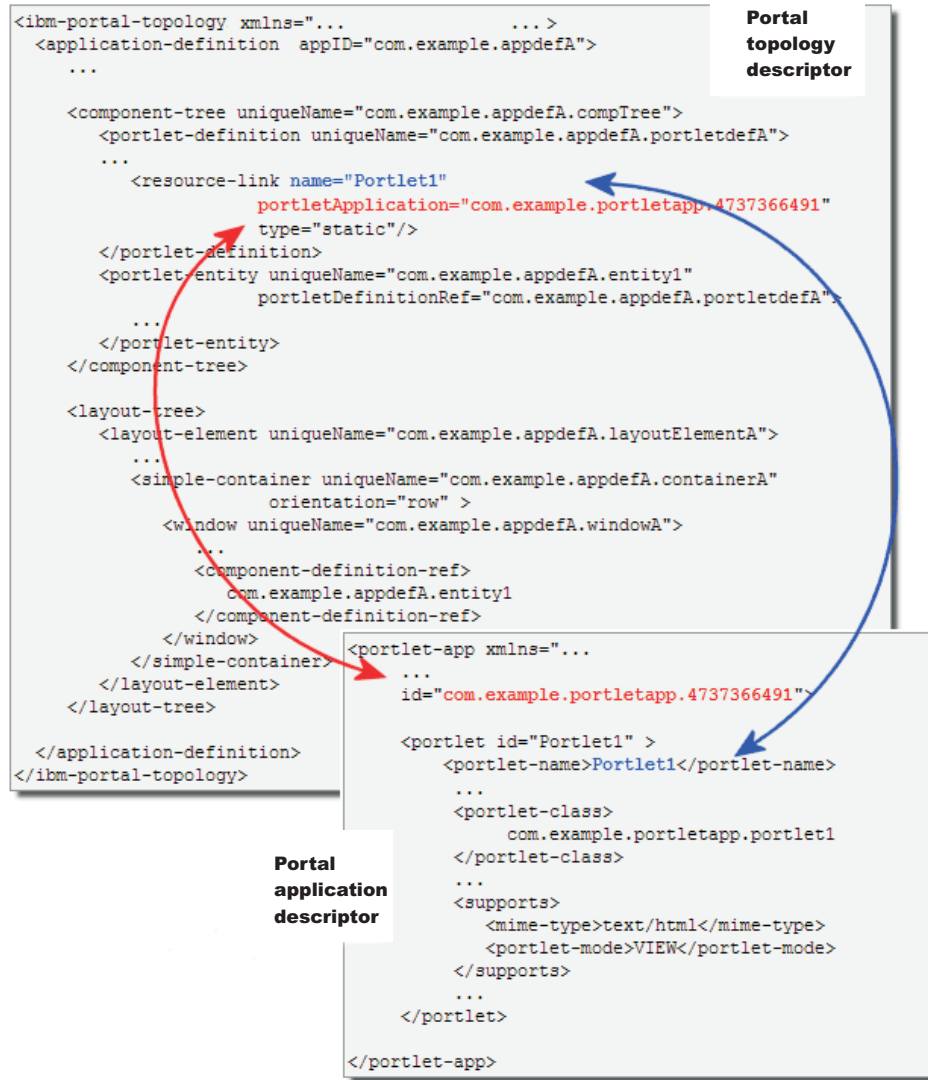 <ibm-portal-topology xmlns="... ...>
<application-definition appID="com.example.appdefA">
...
<component-tree uniqueName="com.example.appdefA.compTree">
<portlet-definition uniqueName="com.example.appdefA.portletdefA">
...
<resource-link name="Portlet1"
portletApplication="com.example.portletapp.4737366491"
type="static"/>
</portlet-definition>
<portlet-entity uniqueName="com.example.appdefA.entity1"
portletDefinitionRef="com.example.appdefA.portletdefA">
...
</portlet-entity>
</component-tree>
<layout-tree>
<layout-element uniqueName="com.example.appdefA.layoutElementA">
...
<simple-container uniqueName="com.example.appdefA.containerA"
orientation="row" >
<window uniqueName="com.example.appdefA.windowA">
...
<component-definition-ref>
com.example.appdefA.entity1
</component-definition-ref>
</window>
</simple-container>
</layout-element>
</layout-tree>
</application-definition>
</ibm-portal-topology>
Portal
topology
descriptor
<portlet-app xmlns="...
...
id="com.example.portletapp.4737366491">
<portlet id="Portlet1" >
<portlet-name>Portlet1</portlet-name>
...
<portlet-class>
com.example.portletapp.portlet1
</portlet-class>
...
<supports>
<mime-type>text/html</mime-type>
<portlet-mode>VIEW</portlet-mode>
</supports>
...
</portlet>
</portlet-app>
Portal
application
descriptor